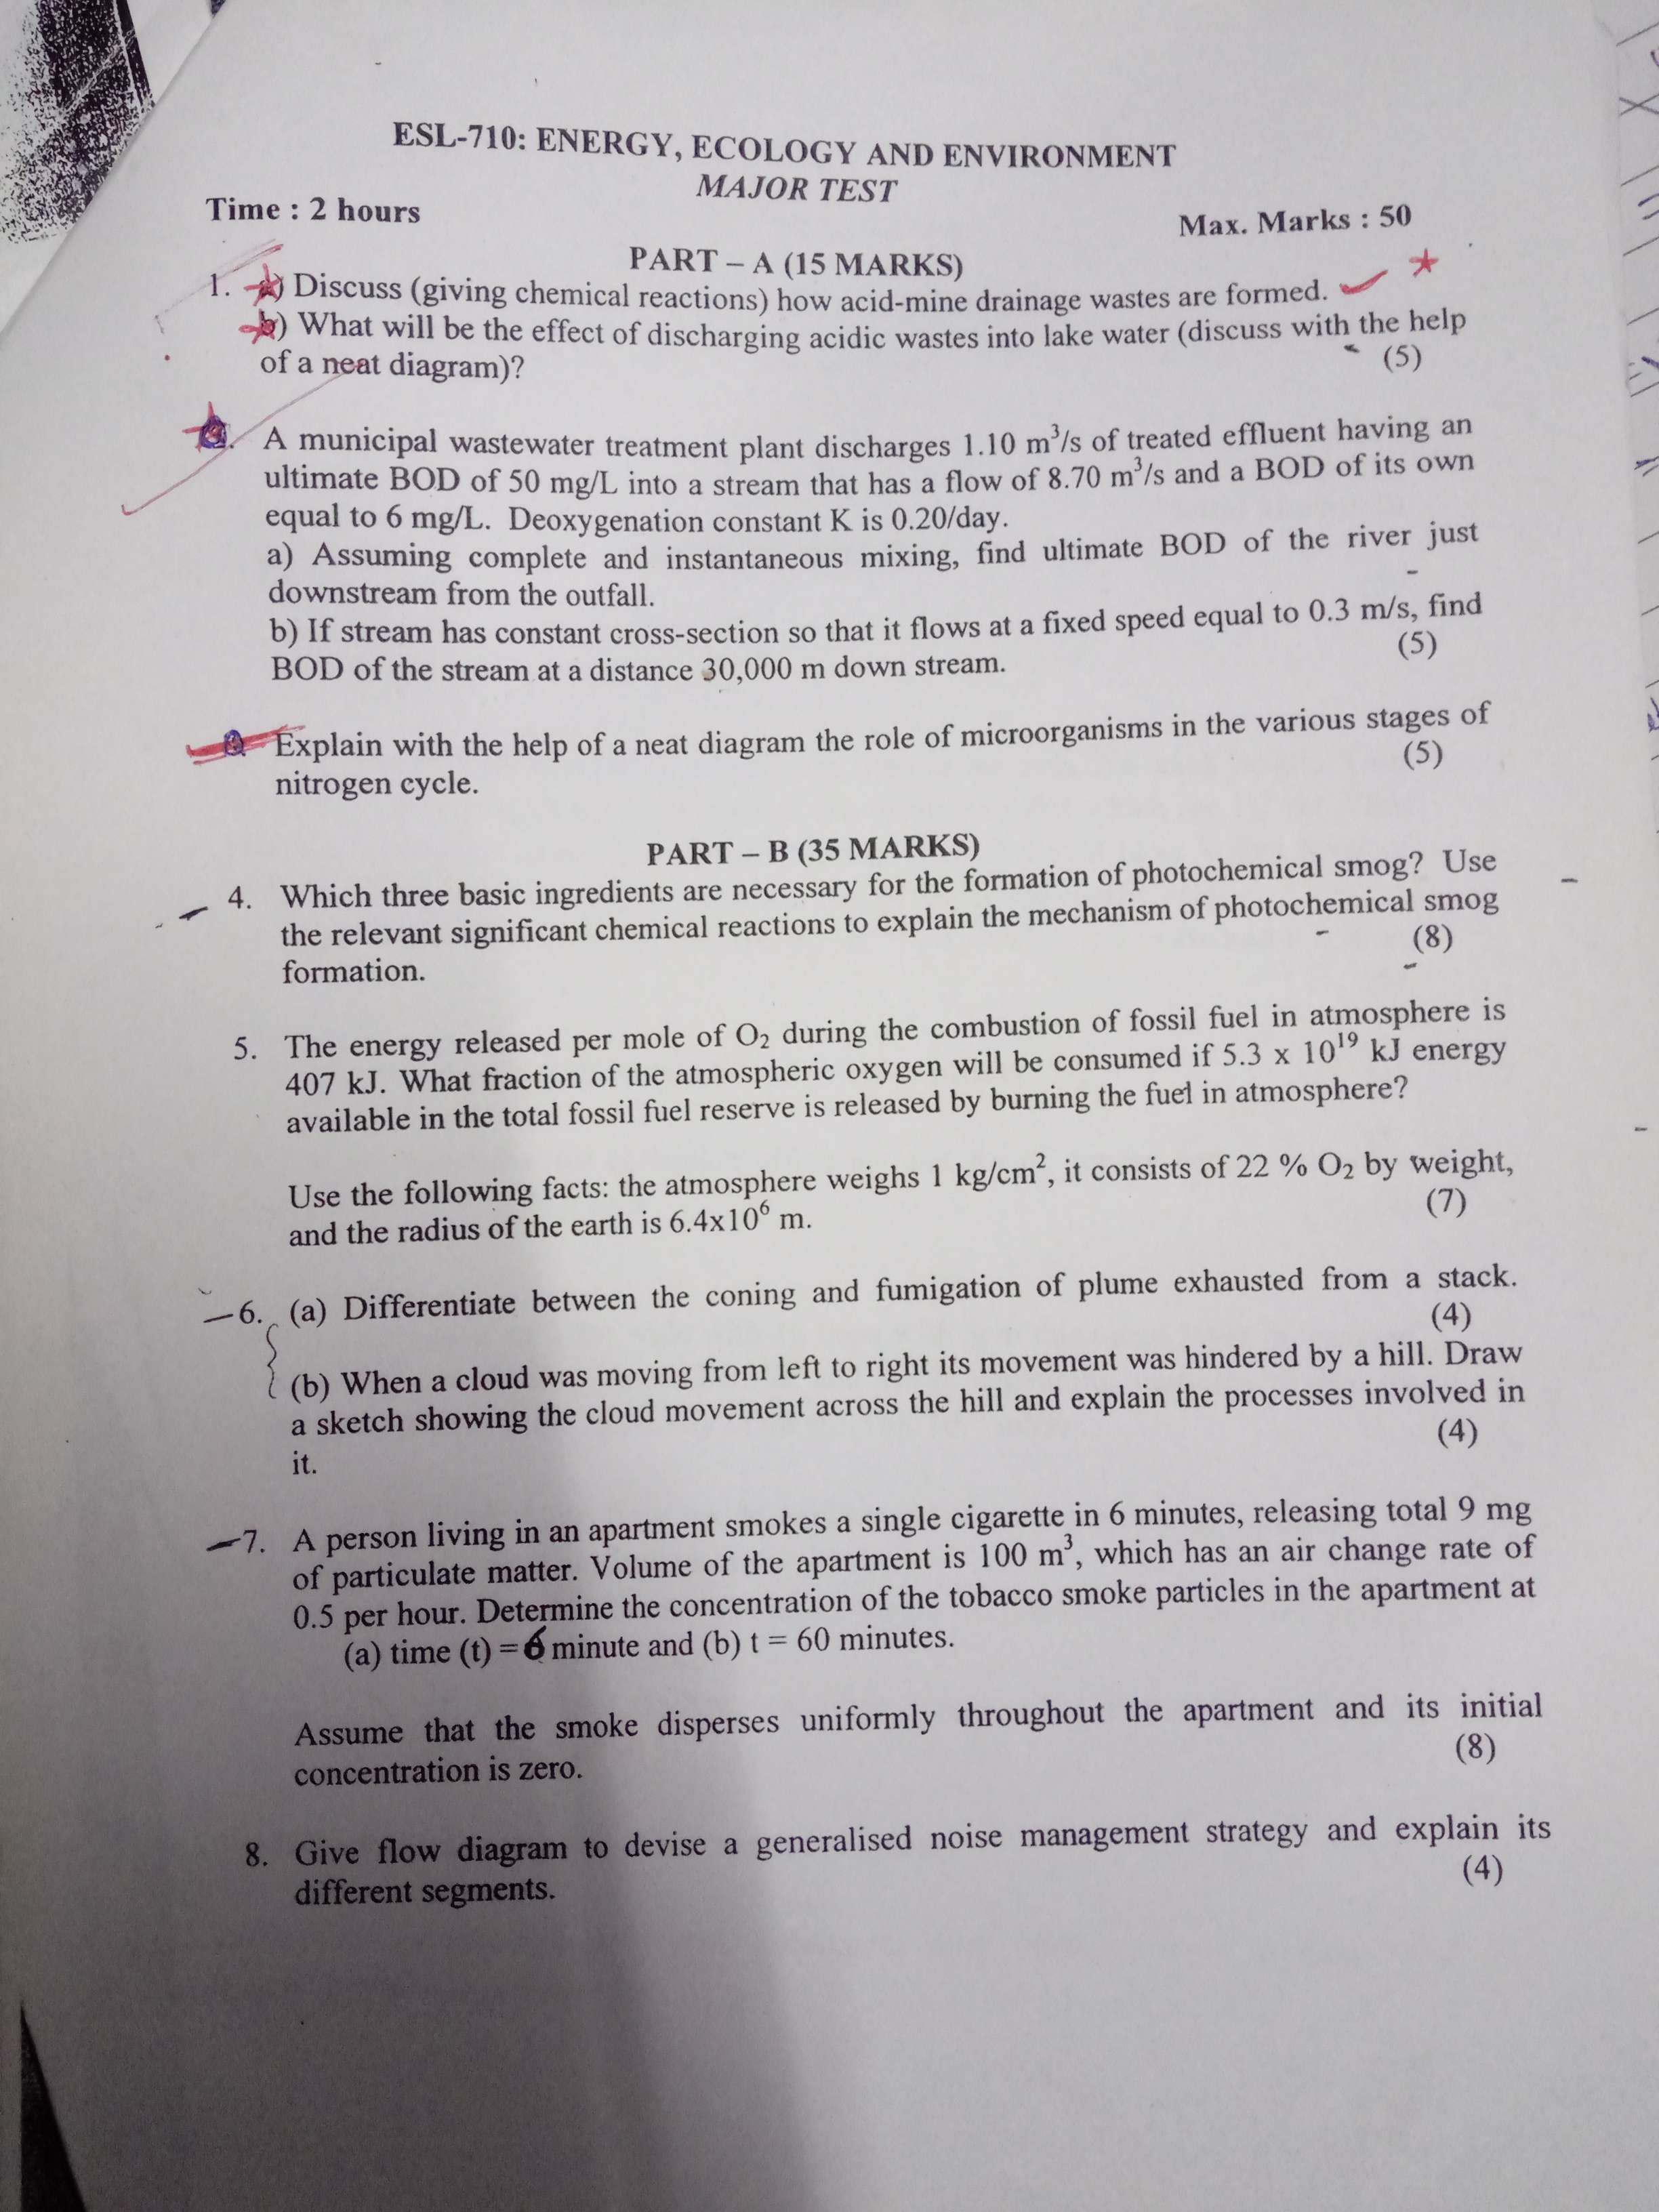 ESL-710: ENERGY, ECOLOGY AND ENVIRONMENT
MAJOR TEST
Time : 2 hours
Max. Marks : 50
PART – A (15 MARKS)
1. a) Discuss (giving chemical reactions) how acid-mine drainage wastes are formed.
b) What will be the effect of discharging acidic wastes into lake water (discuss with the help
of a neat diagram)? (5)
A municipal wastewater treatment plant discharges 1.10 m³/s of treated effluent having an
ultimate BOD of 50 mg/L into a stream that has a flow of 8.70 m³/s and a BOD of its own
equal to 6 mg/L. Deoxygenation constant K is 0.20/day.
a) Assuming complete and instantaneous mixing, find ultimate BOD of the river just
downstream from the outfall.
b) If stream has constant cross-section so that it flows at a fixed speed equal to 0.3 m/s, find
BOD of the stream at a distance 30,000 m down stream. (5)
Explain with the help of a neat diagram the role of microorganisms in the various stages of
nitrogen cycle. (5)
PART – B (35 MARKS)
4. Which three basic ingredients are necessary for the formation of photochemical smog? Use
the relevant significant chemical reactions to explain the mechanism of photochemical smog
formation. (8)
5. The energy released per mole of O₂ during the combustion of fossil fuel in atmosphere is
407 kJ. What fraction of the atmospheric oxygen will be consumed if 5.3 x 10¹⁹ kJ energy
available in the total fossil fuel reserve is released by burning the fuel in atmosphere?
Use the following facts: the atmosphere weighs 1 kg/cm², it consists of 22 % O₂ by weight,
and the radius of the earth is 6.4x10⁶ m. (7)
6. (a) Differentiate between the coning and fumigation of plume exhausted from a stack.
(4)
(b) When a cloud was moving from left to right its movement was hindered by a hill. Draw
a sketch showing the cloud movement across the hill and explain the processes involved in
it. (4)
7. A person living in an apartment smokes a single cigarette in 6 minutes, releasing total 9 mg
of particulate matter. Volume of the apartment is 100 m³, which has an air change rate of
0.5 per hour. Determine the concentration of the tobacco smoke particles in the apartment at
(a) time (t) = 6 minute and (b) t = 60 minutes.
Assume that the smoke disperses uniformly throughout the apartment and its initial
concentration is zero. (8)
8. Give flow diagram to devise a generalised noise management strategy and explain its
different segments. (4)